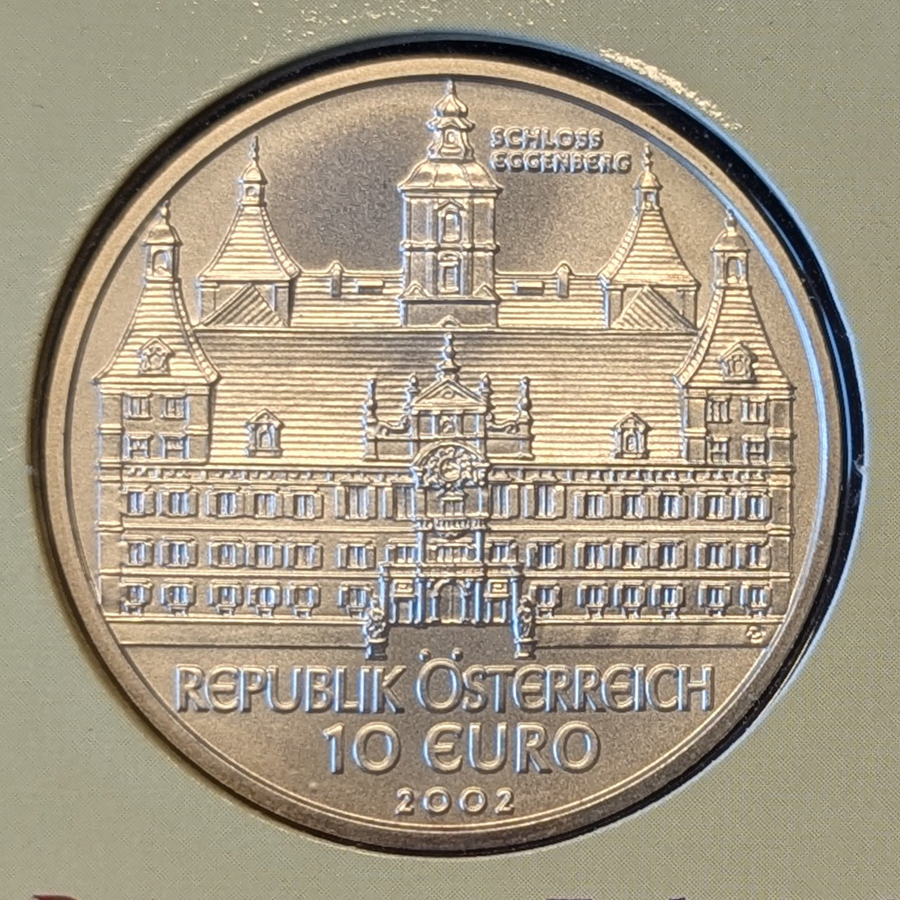 SCHLOSS
EGGENBERG
REPUBLIK ÖSTERREICH
10 EURO
2002